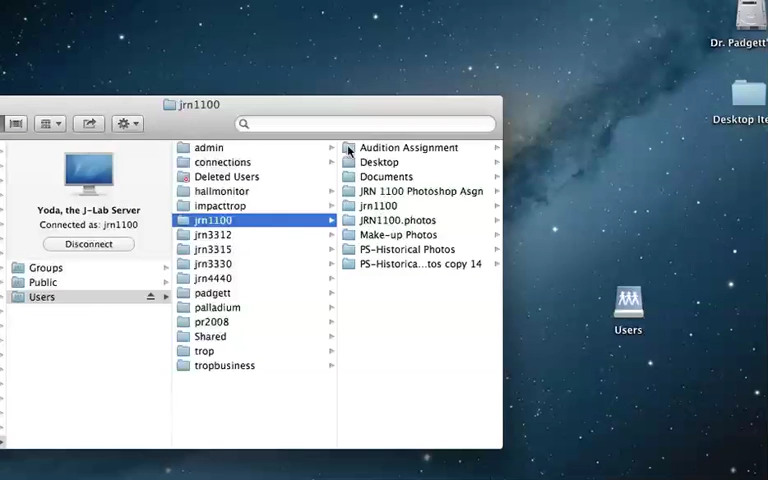 Dr. Padgett'
Desktop Ite
jrn1100
Yoda, the J-Lab Server
Connected as: jrn1100
Disconnect
Groups
Public
Users
admin
connections
Deleted Users
hallmonitor
impacttrop
jrn1100
jrn3312
jrn3315
jrn3330
jrn4440
padgett
palladium
pr2008
Shared
trop
tropbusiness
Audition Assignment
Desktop
Documents
JRN 1100 Photoshop Asgn
jrn1100
JRN1100.photos
Make-up Photos
PS-Historical Photos
PS-Historica...tos copy 14
Users